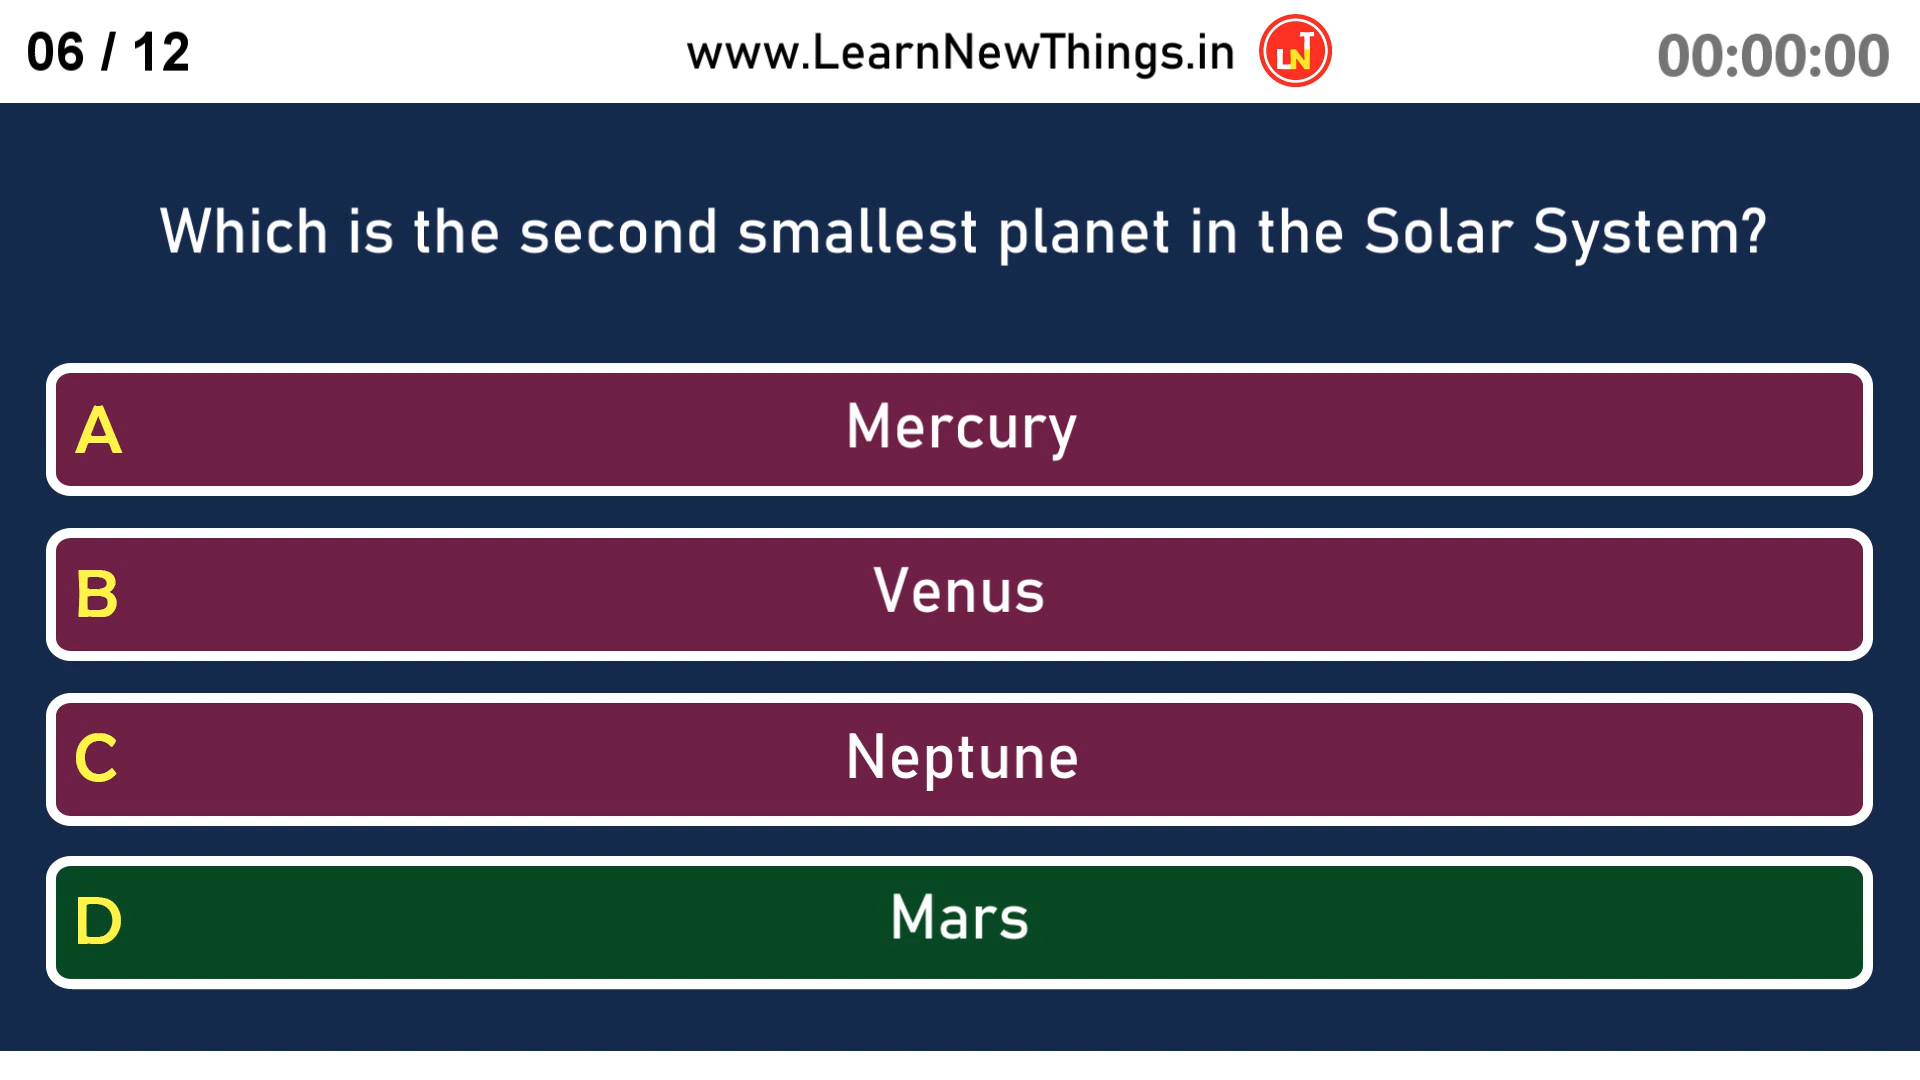 06 / 12
www.LearnNewThings.in
LNT
00:00:00
Which is the second smallest planet in the Solar System?
A Mercury
B Venus
C Neptune
D Mars